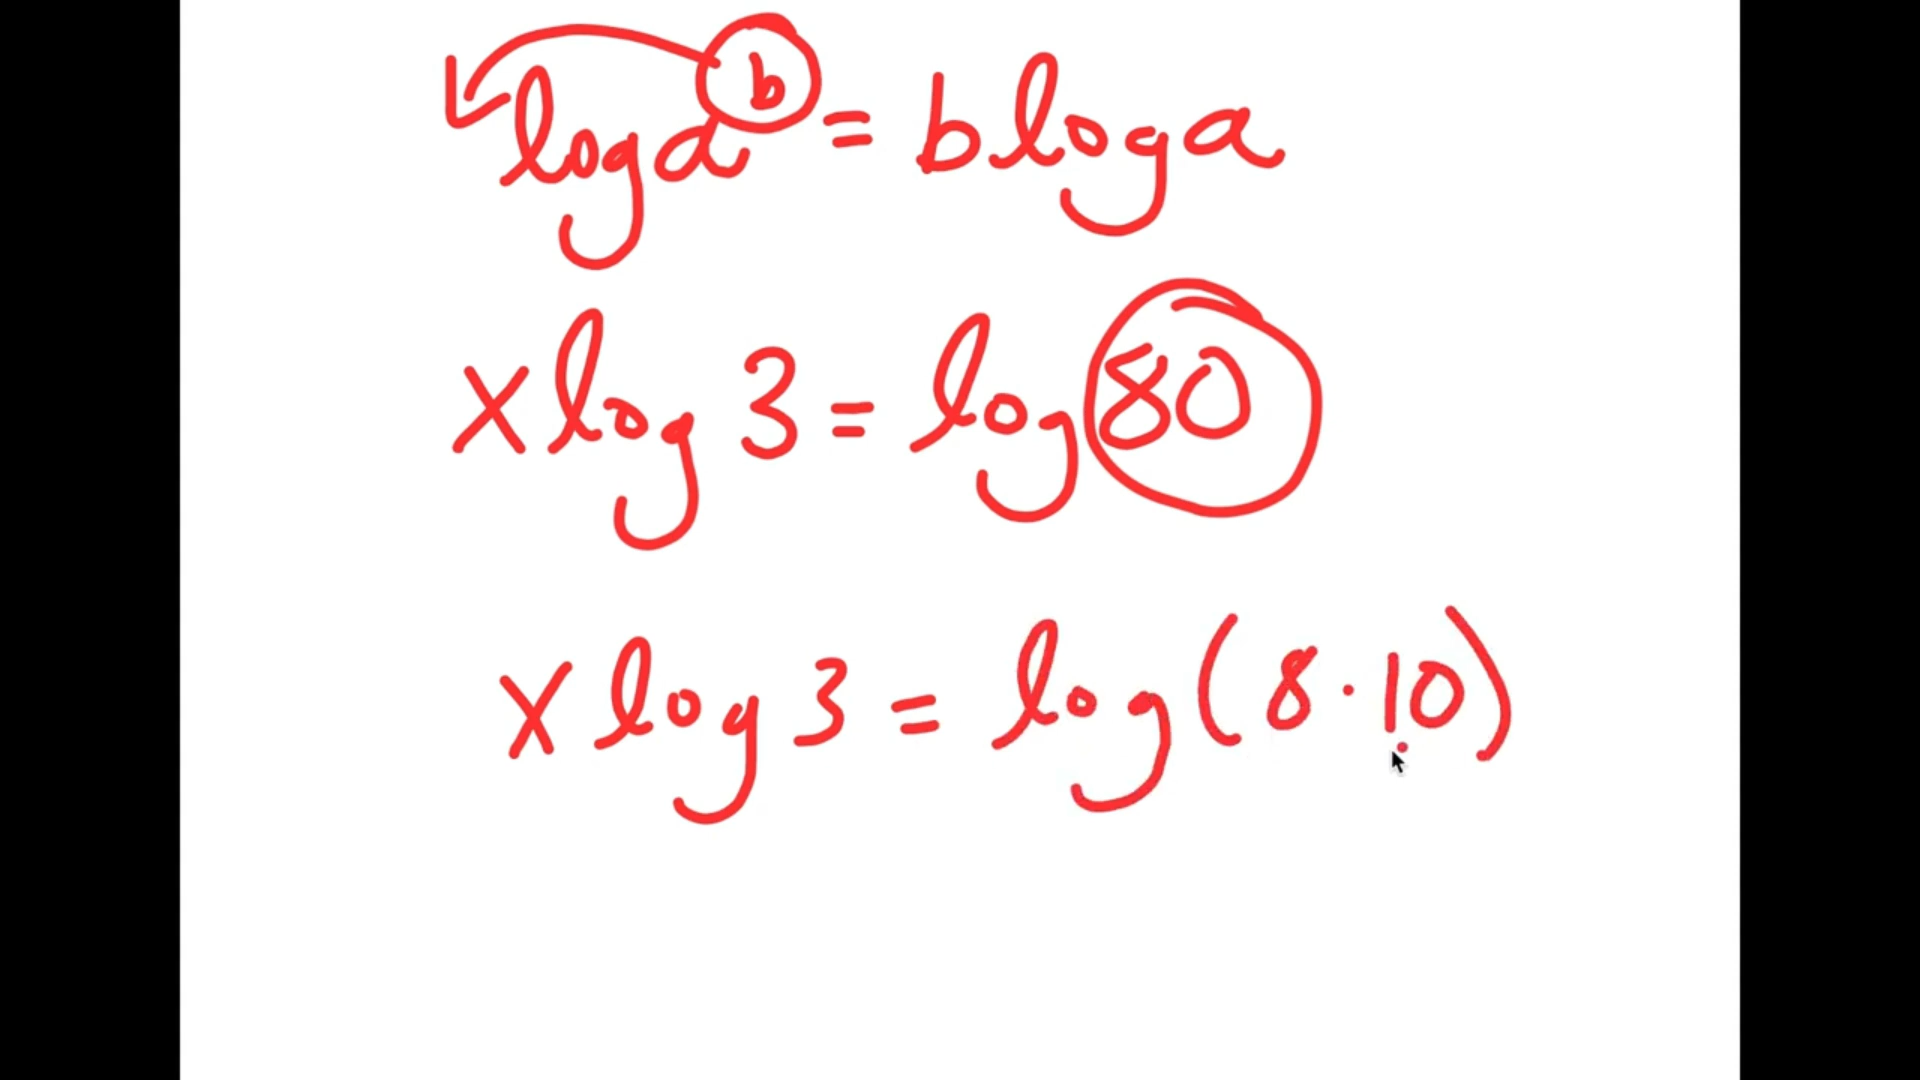 log a^b = b log a
x log 3 = log 80
x log 3 = log (8 · 10)